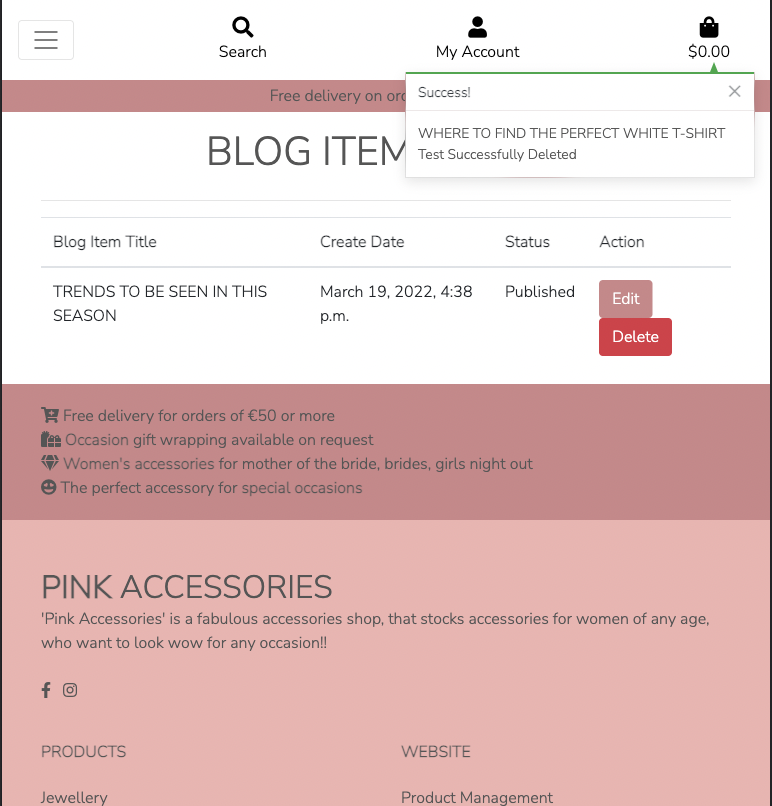 Search
My Account
$0.00
Free delivery on
Success!
WHERE TO FIND THE PERFECT WHITE T-SHIRT
Test Successfully Deleted
BLOG
Blog Item Title
Create Date
Status
Action
TRENDS TO BE SEEN IN THIS
SEASON
March 19, 2022, 4:38
p.m.
Published
Edit
Delete
Free delivery for orders of €50 or more
Occasion gift wrapping available on request
Women's accessories for mother of the bride, brides, girls night out
The perfect accessory for special occasions
PINK ACCESSORIES
'Pink Accessories' is a fabulous accessories shop, that stocks accessories for women of any age,
who want to look wow for any occasion!!
PRODUCTS
WEBSITE
Jewellery
Product Management